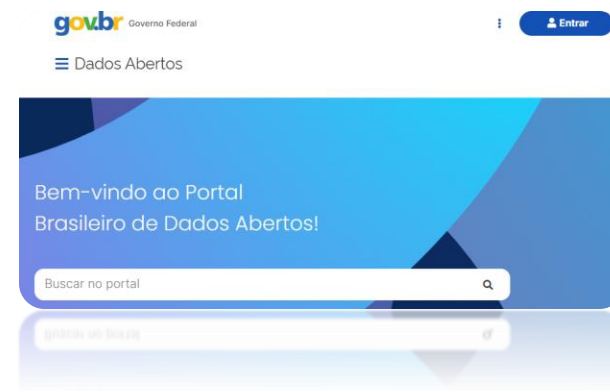 gov.br Governo Federal
Entrar
Dados Abertos
Bem-vindo ao Portal
Brasileiro de Dados Abertos!
Buscar no portal